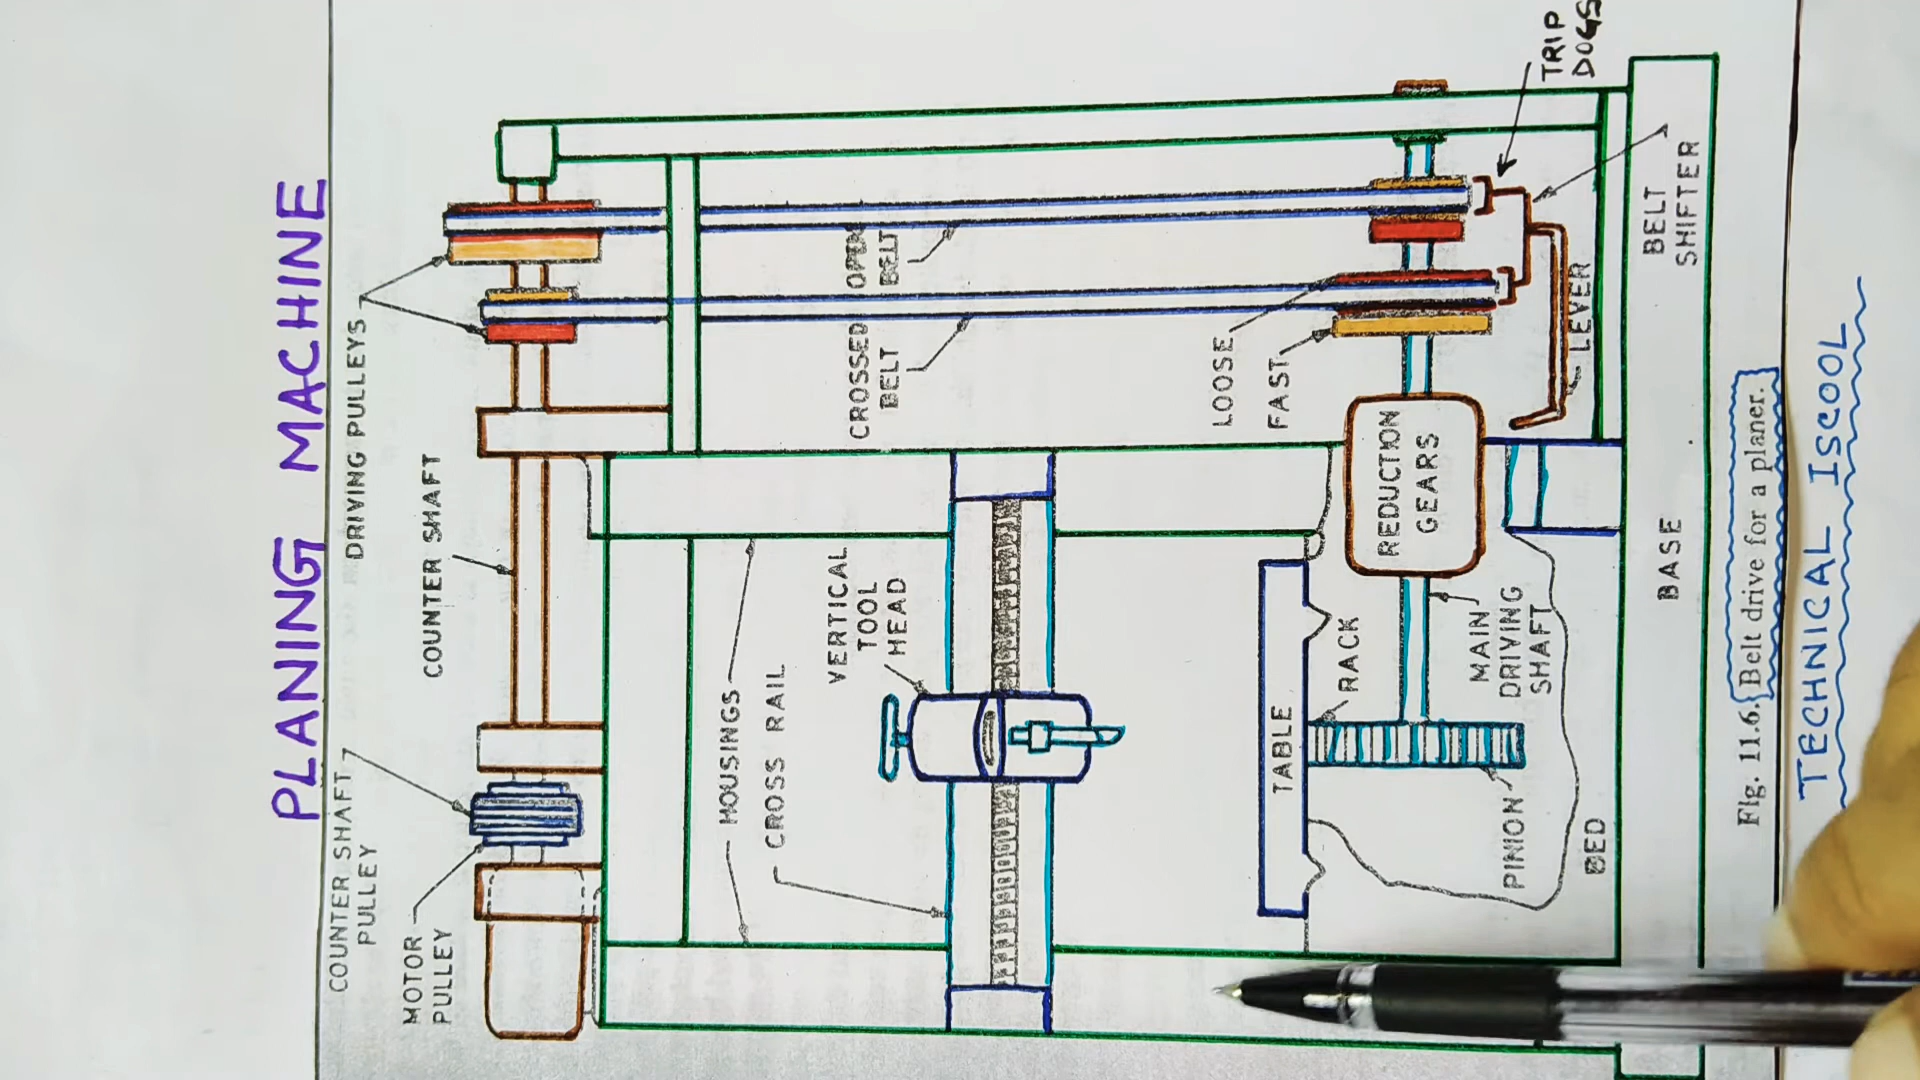 PLANING MACHINE
COUNTER SHAFT
PULLEY
MOTOR
PULLEY
COUNTER SHAFT
DRIVING PULLEYS
HOUSINGS
CROSS RAIL
VERTICAL
TOOL
HEAD
CROSSED
BELT
OPEN
BELT
LOOSE
FAST
TABLE
RACK
REDUCTION
GEARS
MAIN
DRIVING
SHAFT
PINION
BED
LEVER
TRIP
DOGS
BELT
SHIFTER
BASE
Fig. 11.6. Belt drive for a planer.
TECHNICAL ISCOOL